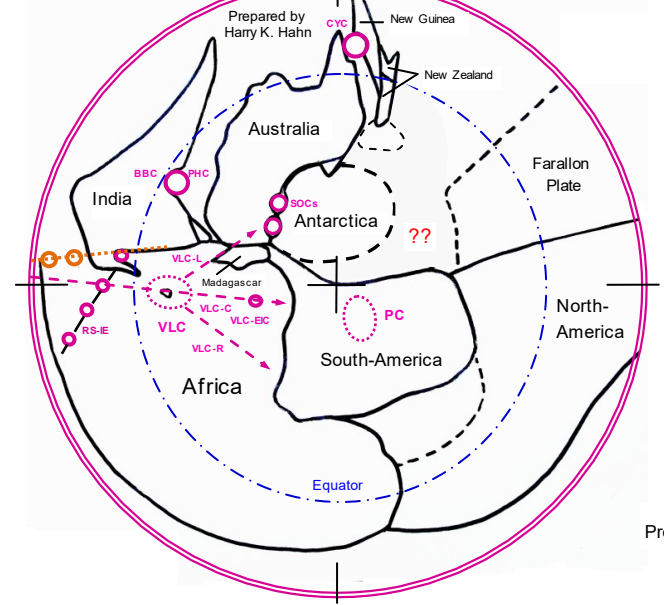 Prepared by
Harry K. Hahn
CYC
New Guinea
New Zealand
Australia
Farallon
Plate
BBC
PHC
India
SOCs
Antarctica
??
VLC-L
Madagascar
VLC-C
VLC-EIC
PC
North-
America
RS-IE
VLC
VLC-R
South-America
Africa
Equator